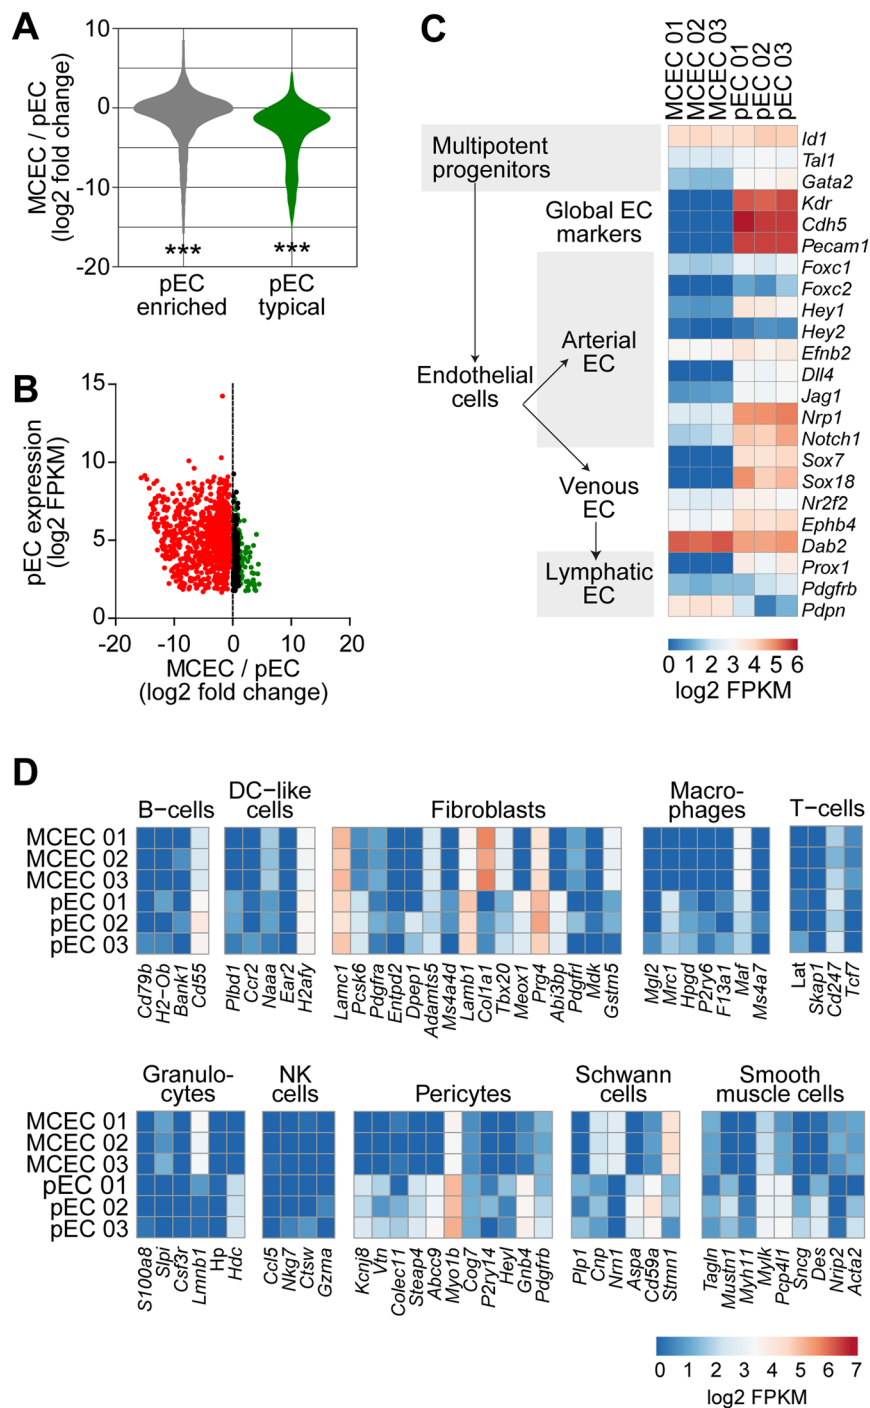 A
MCEC / pEC
(log2 fold change)
10
0
-10
-20
***
***
pEC
enriched
pEC
typical
B
pEC expression
(log2 FPKM)
15
10
5
0
-20
-10
0
10
20
MCEC / pEC
(log2 fold change)
C
MCEC 01
MCEC 02
MCEC 03
pEC 01
pEC 02
pEC 03
Multipotent
progenitors
Global EC
markers
Arterial
EC
Endothelial
cells
Venous
EC
Lymphatic
EC
Id1
Tal1
Gata2
Kdr
Cdh5
Pecam1
Foxc1
Foxc2
Hey1
Hey2
Efnb2
Dll4
Jag1
Nrp1
Notch1
Sox7
Sox18
Nr2f2
Ephb4
Dab2
Prox1
Pdgfrb
Pdpn
0 1 2 3 4 5 6
log2 FPKM
D
B−cells
DC−like
cells
Fibroblasts
Macro-
phages
T−cells
MCEC 01
MCEC 02
MCEC 03
pEC 01
pEC 02
pEC 03
Cd79b
H2−Ob
Bank1
Cd55
Plbd1
Ccr2
Naaa
Ear2
H2afy
Lamc1
Pcsk6
Pdgfra
Entpd2
Dpep1
Adamts5
Ms4a4d
Lamb1
Col1a1
Tbx20
Meox1
Prg4
Abi3bp
Pdgfrl
Mdk
Gstm5
Mgl2
Mrc1
Hpgd
P2ry6
F13a1
Maf
Ms4a7
Lat
Skap1
Cd247
Tcf7
Granulo-
cytes
NK
cells
Pericytes
Schwann
cells
Smooth
muscle cells
MCEC 01
MCEC 02
MCEC 03
pEC 01
pEC 02
pEC 03
S100a8
Slpi
Csf3r
Lmnb1
Hp
Hdc
Ccl5
Nkg7
Ctsw
Gzma
Kcnj8
Vtn
Colec11
Steap4
Abcc9
Myo1b
Cog7
P2ry14
Heyl
Gnb4
Pdgfrb
Plp1
Cnp
Nrn1
Aspa
Cd59a
Stmn1
Tagln
Mustn1
Myh11
Mylk
Pcp4l1
Sncg
Des
Nrip2
Acta2
0 1 2 3 4 5 6 7
log2 FPKM